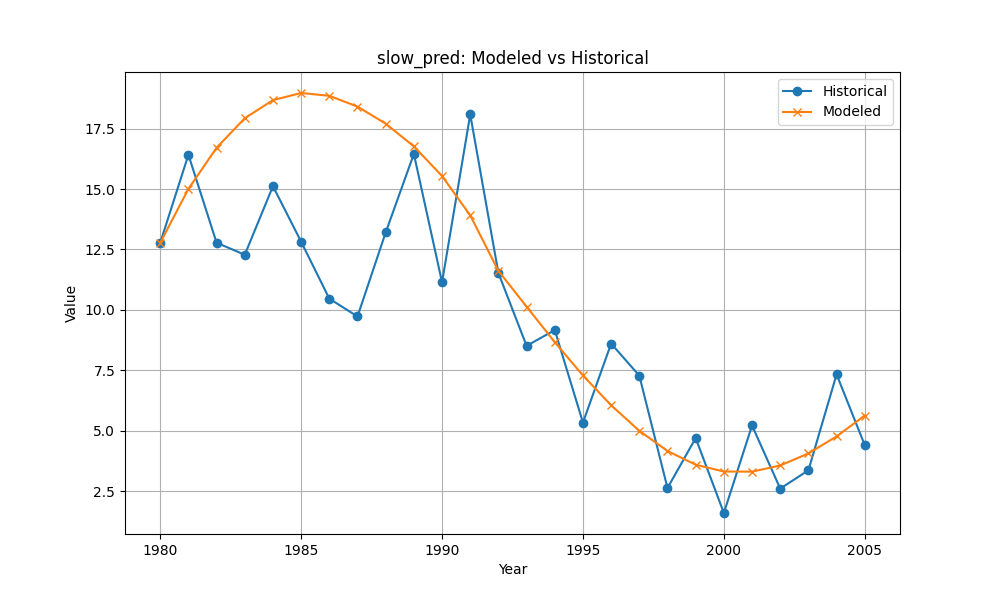 slow_pred: Modeled vs Historical
Historical
Modeled
Value
17.5
15.0
12.5
10.0
7.5
5.0
2.5
1980 1985 1990 1995 2000 2005
Year